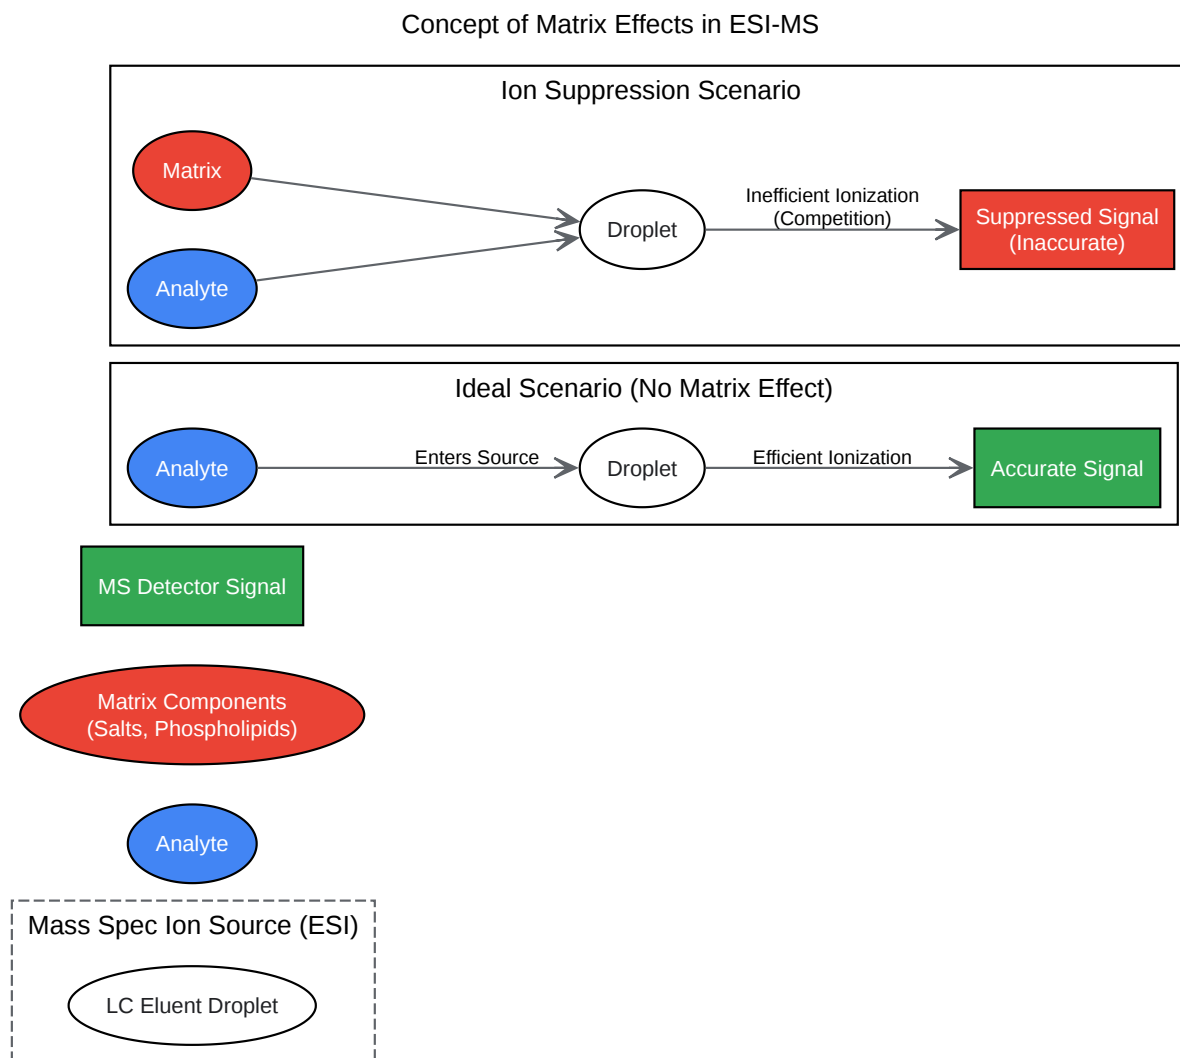 Concept of Matrix Effects in ESI-MS
Ion Suppression Scenario
Matrix
Analyte
Droplet
Inefficient Ionization
(Competition)
Suppressed Signal
(Inaccurate)
Ideal Scenario (No Matrix Effect)
Analyte
Enters Source
Droplet
Efficient Ionization
Accurate Signal
MS Detector Signal
Matrix Components
(Salts, Phospholipids)
Analyte
Mass Spec Ion Source (ESI)
LC Eluent Droplet